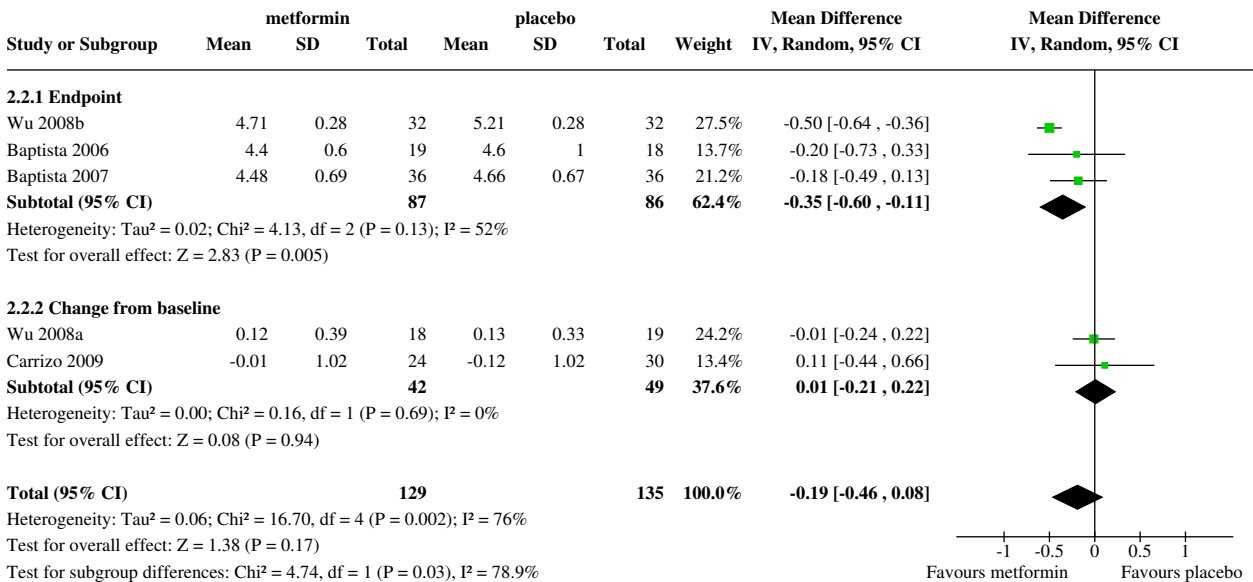 metformin placebo Mean Difference Mean Difference
Study or Subgroup Mean SD Total Mean SD Total Weight IV, Random, 95% CI IV, Random, 95% CI
2.2.1 Endpoint
Wu 2008b 4.71 0.28 32 5.21 0.28 32 27.5% -0.50 [-0.64 , -0.36]
Baptista 2006 4.4 0.6 19 4.6 1 18 13.7% -0.20 [-0.73 , 0.33]
Baptista 2007 4.48 0.69 36 4.66 0.67 36 21.2% -0.18 [-0.49 , 0.13]
Subtotal (95% CI) 87 86 62.4% -0.35 [-0.60 , -0.11]
Heterogeneity: Tau² = 0.02; Chi² = 4.13, df = 2 (P = 0.13); I² = 52%
Test for overall effect: Z = 2.83 (P = 0.005)
2.2.2 Change from baseline
Wu 2008a 0.12 0.39 18 0.13 0.33 19 24.2% -0.01 [-0.24 , 0.22]
Carrizo 2009 -0.01 1.02 24 -0.12 1.02 30 13.4% 0.11 [-0.44 , 0.66]
Subtotal (95% CI) 42 49 37.6% 0.01 [-0.21 , 0.22]
Heterogeneity: Tau² = 0.00; Chi² = 0.16, df = 1 (P = 0.69); I² = 0%
Test for overall effect: Z = 0.08 (P = 0.94)
Total (95% CI) 129 135 100.0% -0.19 [-0.46 , 0.08]
Heterogeneity: Tau² = 0.06; Chi² = 16.70, df = 4 (P = 0.002); I² = 76%
Test for overall effect: Z = 1.38 (P = 0.17)
Test for subgroup differences: Chi² = 4.74, df = 1 (P = 0.03), I² = 78.9%
-1 -0.5 0 0.5 1
Favours metformin Favours placebo